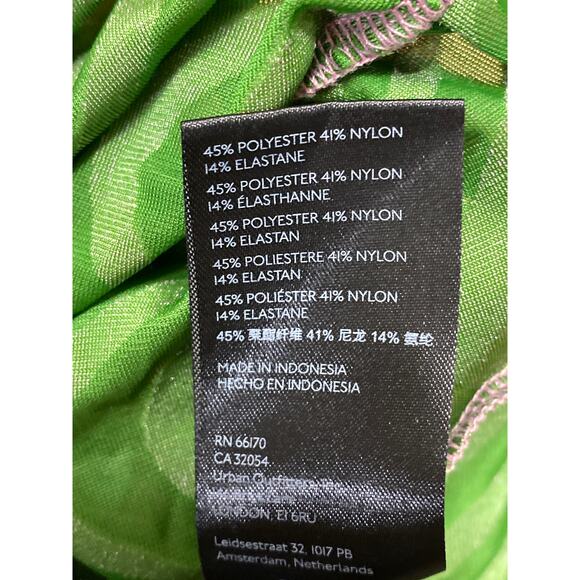 45% POLYESTER 41% NYLON
14% ELASTANE
45% POLYESTER 41% NYLON
14% ÉLASTHANNE
45% POLYESTER 41% NYLON
14% ELASTAN
45% POLIESTERE 41% NYLON
14% ELASTAN
45% POLIÉSTER 41% NYLON
14% ELASTANE
45% 聚酯纤维 41% 尼龙 14% 氨纶
MADE IN INDONESIA
HECHO EN INDONESIA
RN 66170
CA 32054
Urban Outfitters
LONDON, E1 6RU
Leidsestraat 32, 1017 PB
Amsterdam, Netherlands